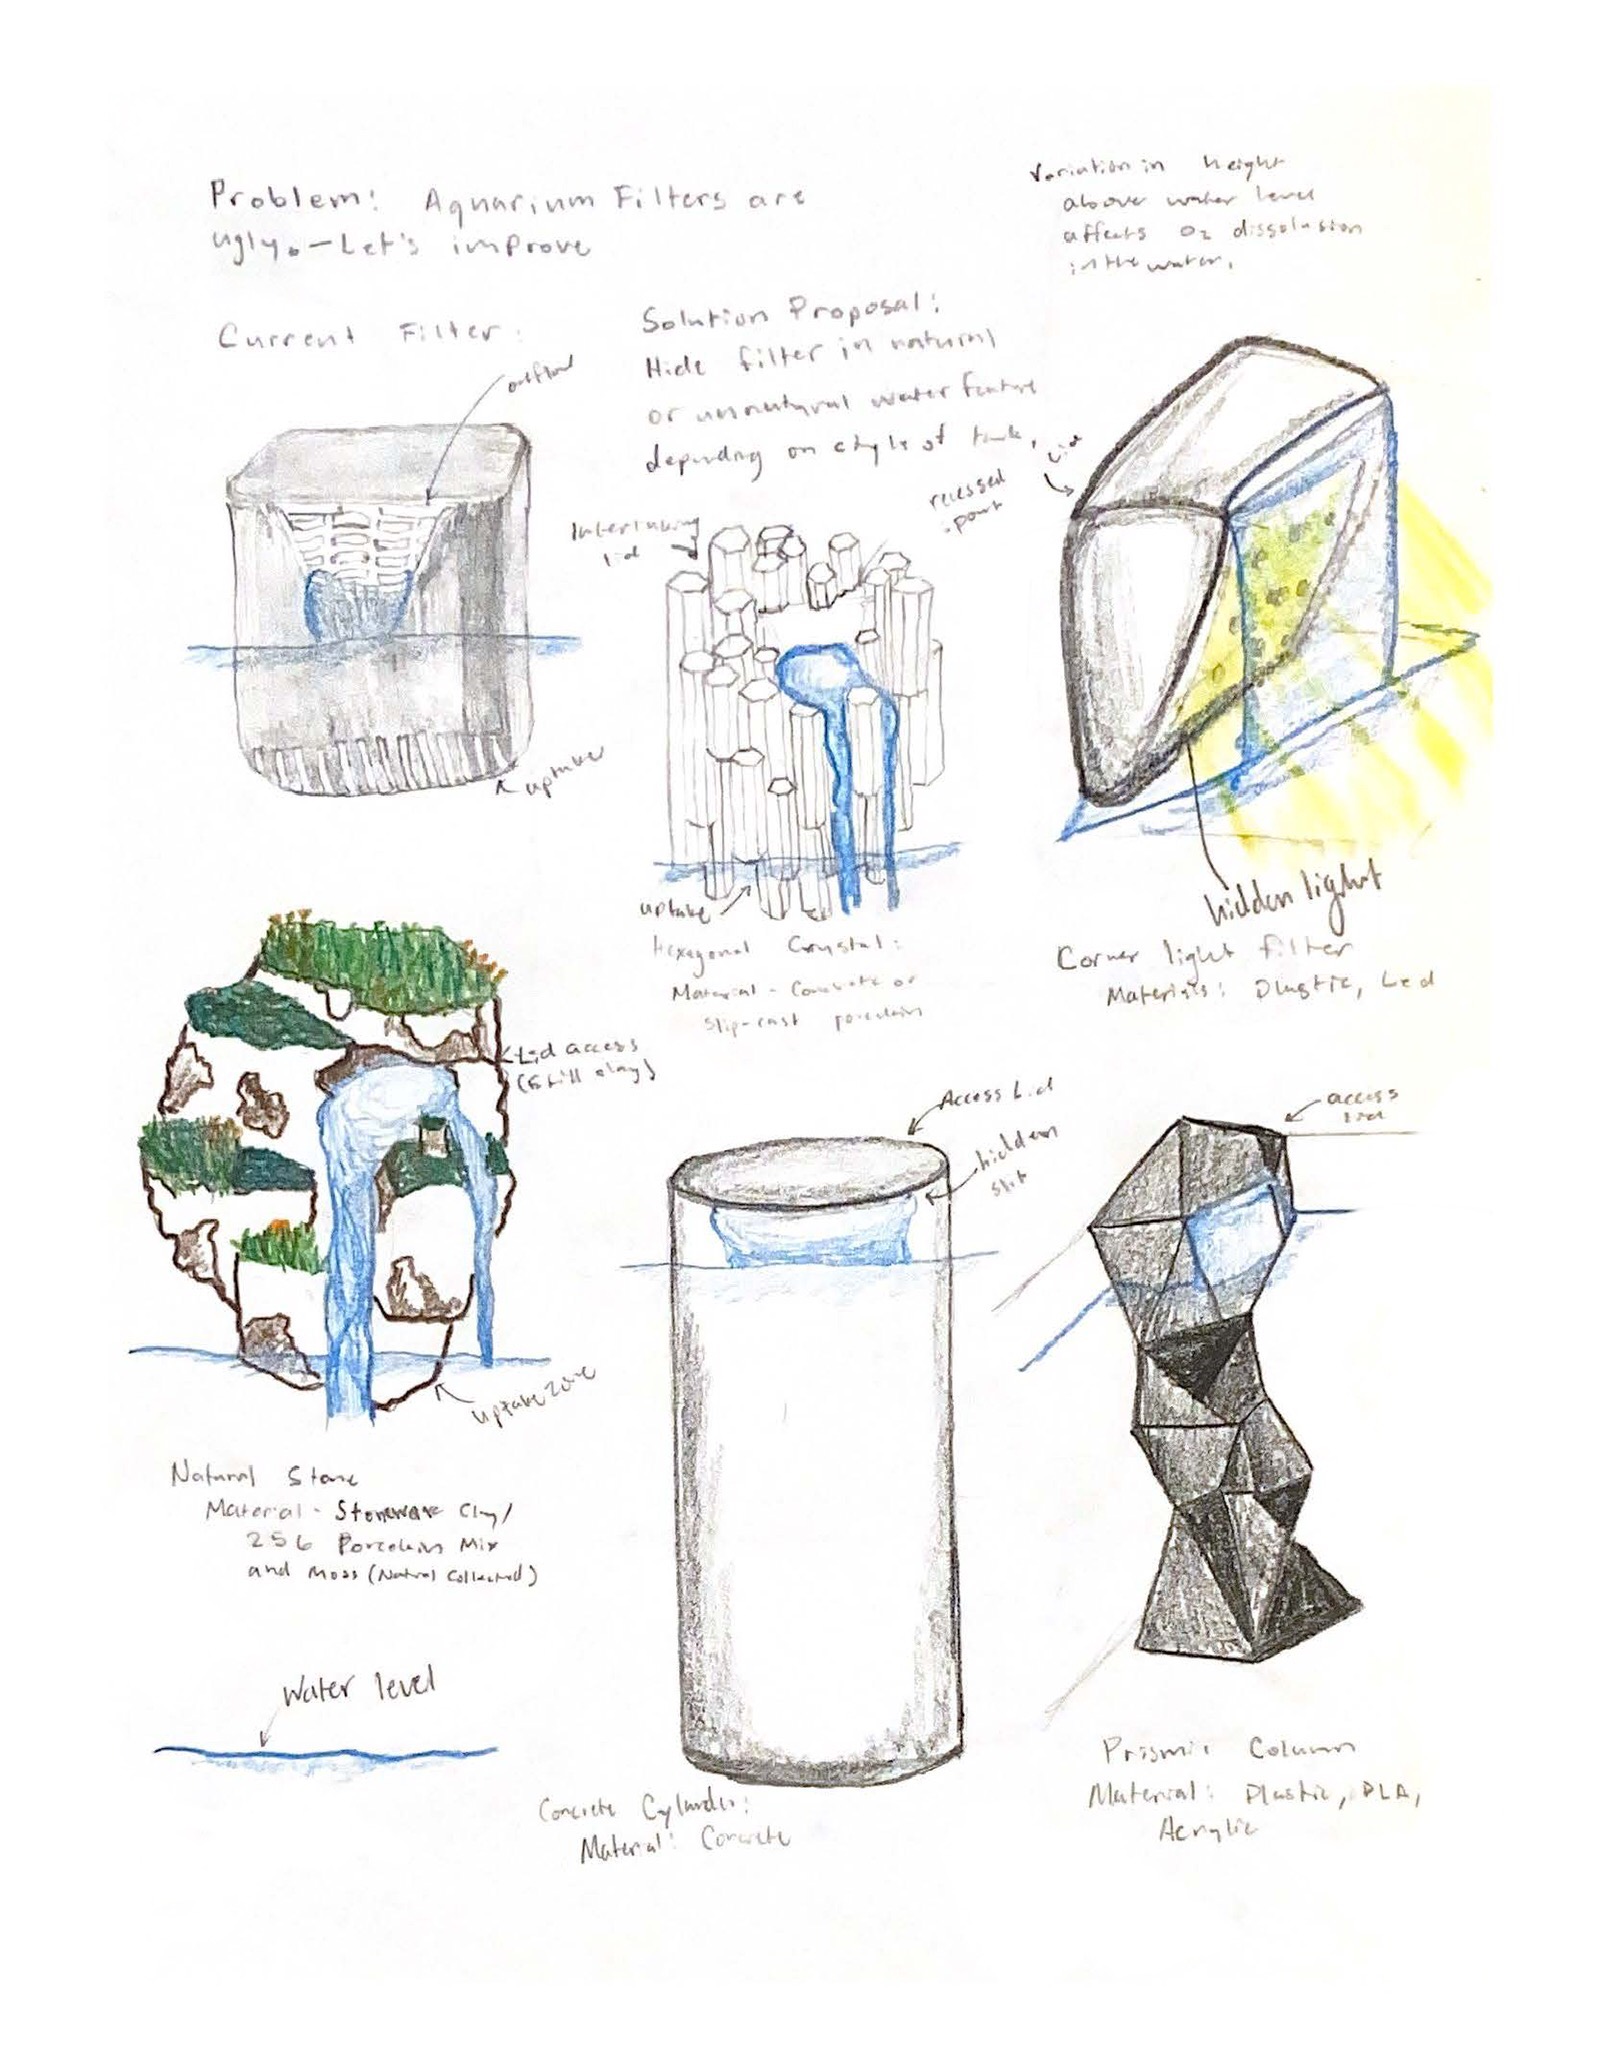 Problem: Aquarium Filters are
ugly.-Let's improve
Variation in height
above water level
affects O2 dissolusion
in the water.
Current Filter:
outflow
uptake
Solution Proposal:
Hide filter in natural
or unnatural water feature
depending on style of tank.
Interlocking
lid
recessed
spout
uptake
Hexagonal Crystal:
Material - Concrete or
slip-cast porcelain
Lid
hidden light
Corner light filter
Materials: Plastic, Led
Lid access
(Still clay)
uptake zone
Natural Stone
Material - Stoneware Clay/
256 Porcelain Mix
and moss (Natural Collected)
Water level
Access Lid
hidden
slit
Concrete Cylinder:
Material: Concrete
access
Lid
Prismic Column
Material: Plastic, PLA,
Acrylic